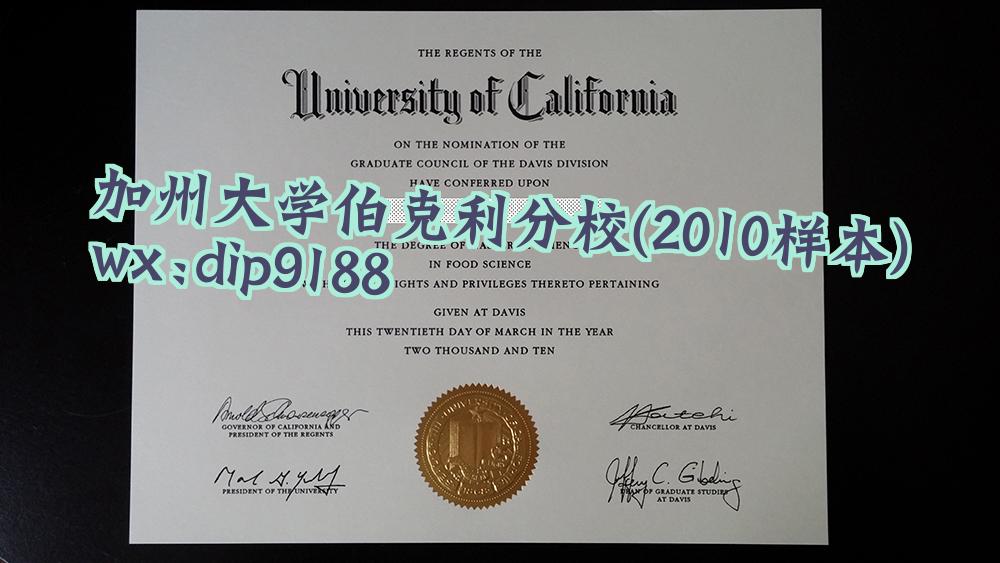 THE REGENTS OF THE
University of California
ON THE NOMINATION OF THE
GRADUATE COUNCIL OF THE DAVIS DIVISION
HAVE CONFERRED UPON
加州大学伯克利分校(2010样本)
THE DEGREE OF
wx:dip9188
IN FOOD SCIENCE
AND PRIVILEGES THERETO PERTAINING
GIVEN AT DAVIS
THIS TWENTIETH DAY OF MARCH IN THE YEAR
TWO THOUSAND AND TEN
GOVERNOR OF CALIFORNIA AND
PRESIDENT OF THE REGENTS
CHANCELLOR AT DAVIS
PRESIDENT OF THE UNIVERSITY
DEAN OF GRADUATE STUDIES
AT DAVIS